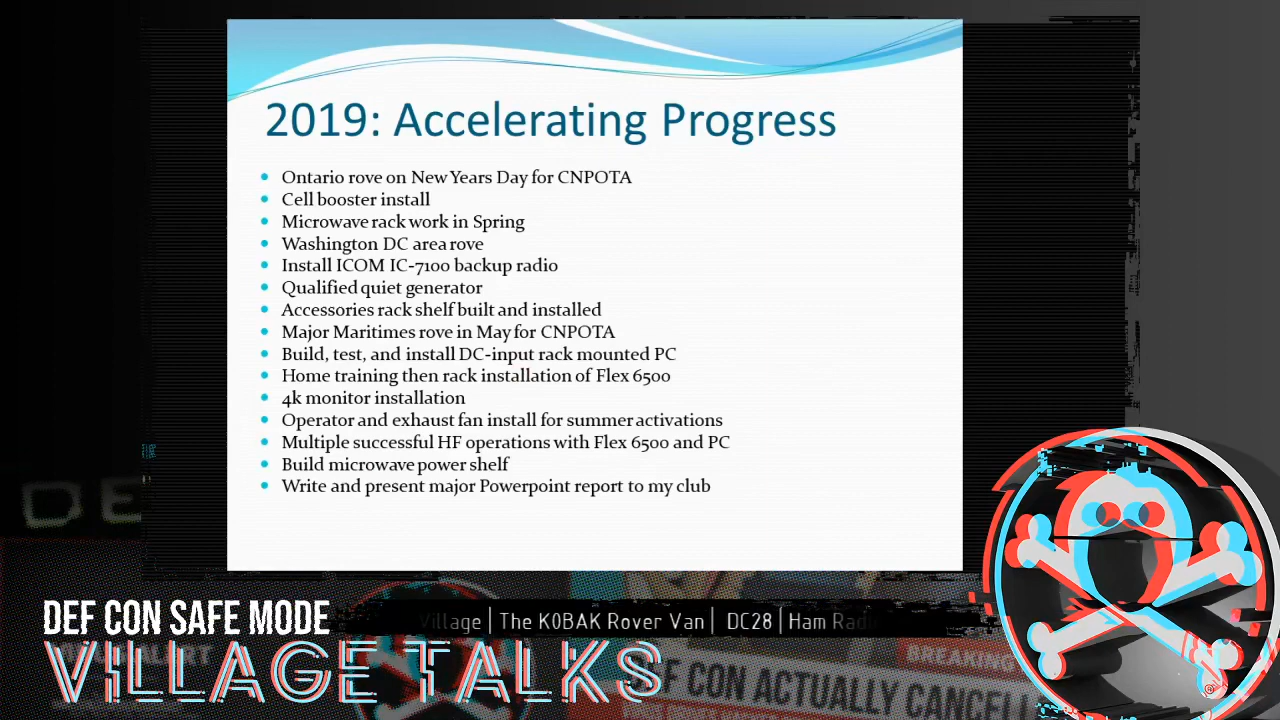 2019: Accelerating Progress
Ontario rove on New Years Day for CNPOTA
Cell booster install
Microwave rack work in Spring
Washington DC area rove
Install ICOM IC-7100 backup radio
Qualified quiet generator
Accessories rack shelf built and installed
Major Maritimes rove in May for CNPOTA
Build, test, and install DC-input rack mounted PC
Home training then rack installation of Flex 6500
4k monitor installation
Operator and exhaust fan install for summer activations
Multiple successful HF operations with Flex 6500 and PC
Build microwave power shelf
Write and present major Powerpoint report to my club
DE
DEF CON SAFE MODE
illage | The K0BAK Rover Van | DC28 | Ham Radi
VILLAGE TALKS
BREAKIN
DEF CON ACTUALLY CANCELL